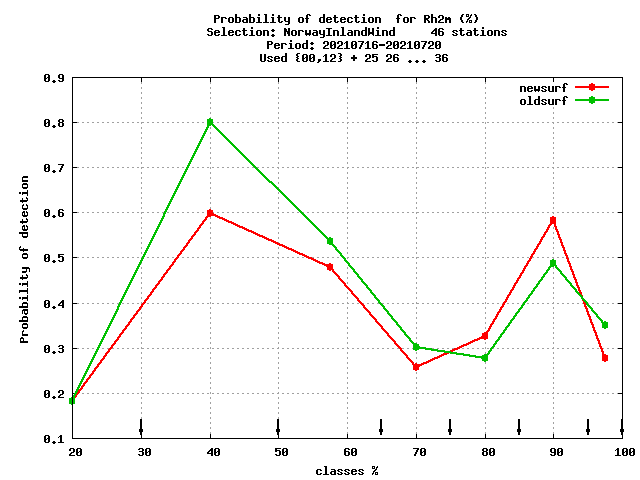 Probability of detection  for Rh2m (%)
Selection: NorwayInlandWind     46 stations
Period: 20210716-20210720
Used {00,12} + 25 26 ... 36
newsurf
oldsurf
0.9
0.8
0.7
0.6
0.5
0.4
0.3
0.2
0.1
Probability of detection
20 30 40 50 60 70 80 90 100
classes %